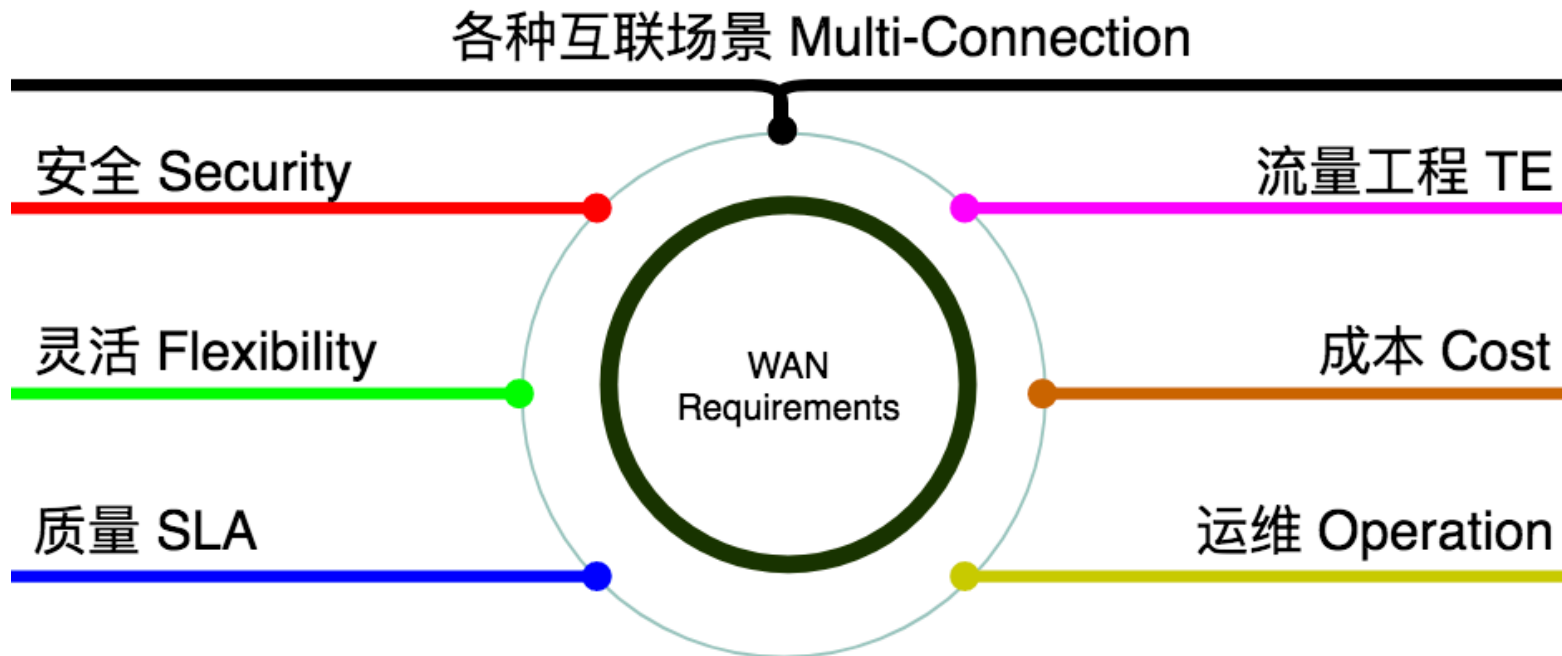 各种互联场景 Multi-Connection
安全 Security
流量工程 TE
灵活 Flexibility
成本 Cost
WAN
Requirements
质量 SLA
运维 Operation